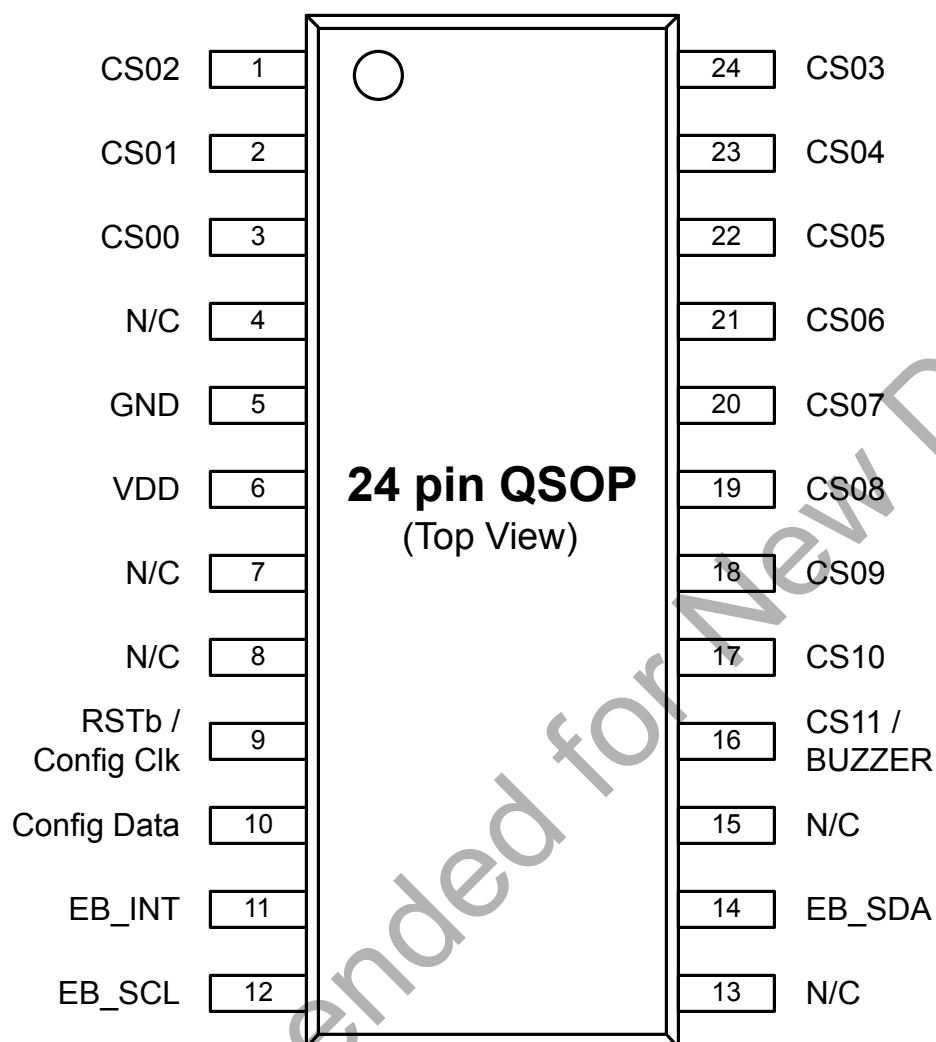 CS02 1 24 CS03
CS01 2 23 CS04
CS00 3 22 CS05
N/C 4 21 CS06
GND 5 20 CS07
VDD 6 19 CS08
24 pin QSOP
(Top View)
N/C 7 18 CS09
N/C 8 17 CS10
RSTb /
Config Clk
9 16
CS11 /
BUZZER
Config Data 10 15 N/C
EB_INT 11 14 EB_SDA
EB_SCL 12 13 N/C
for New